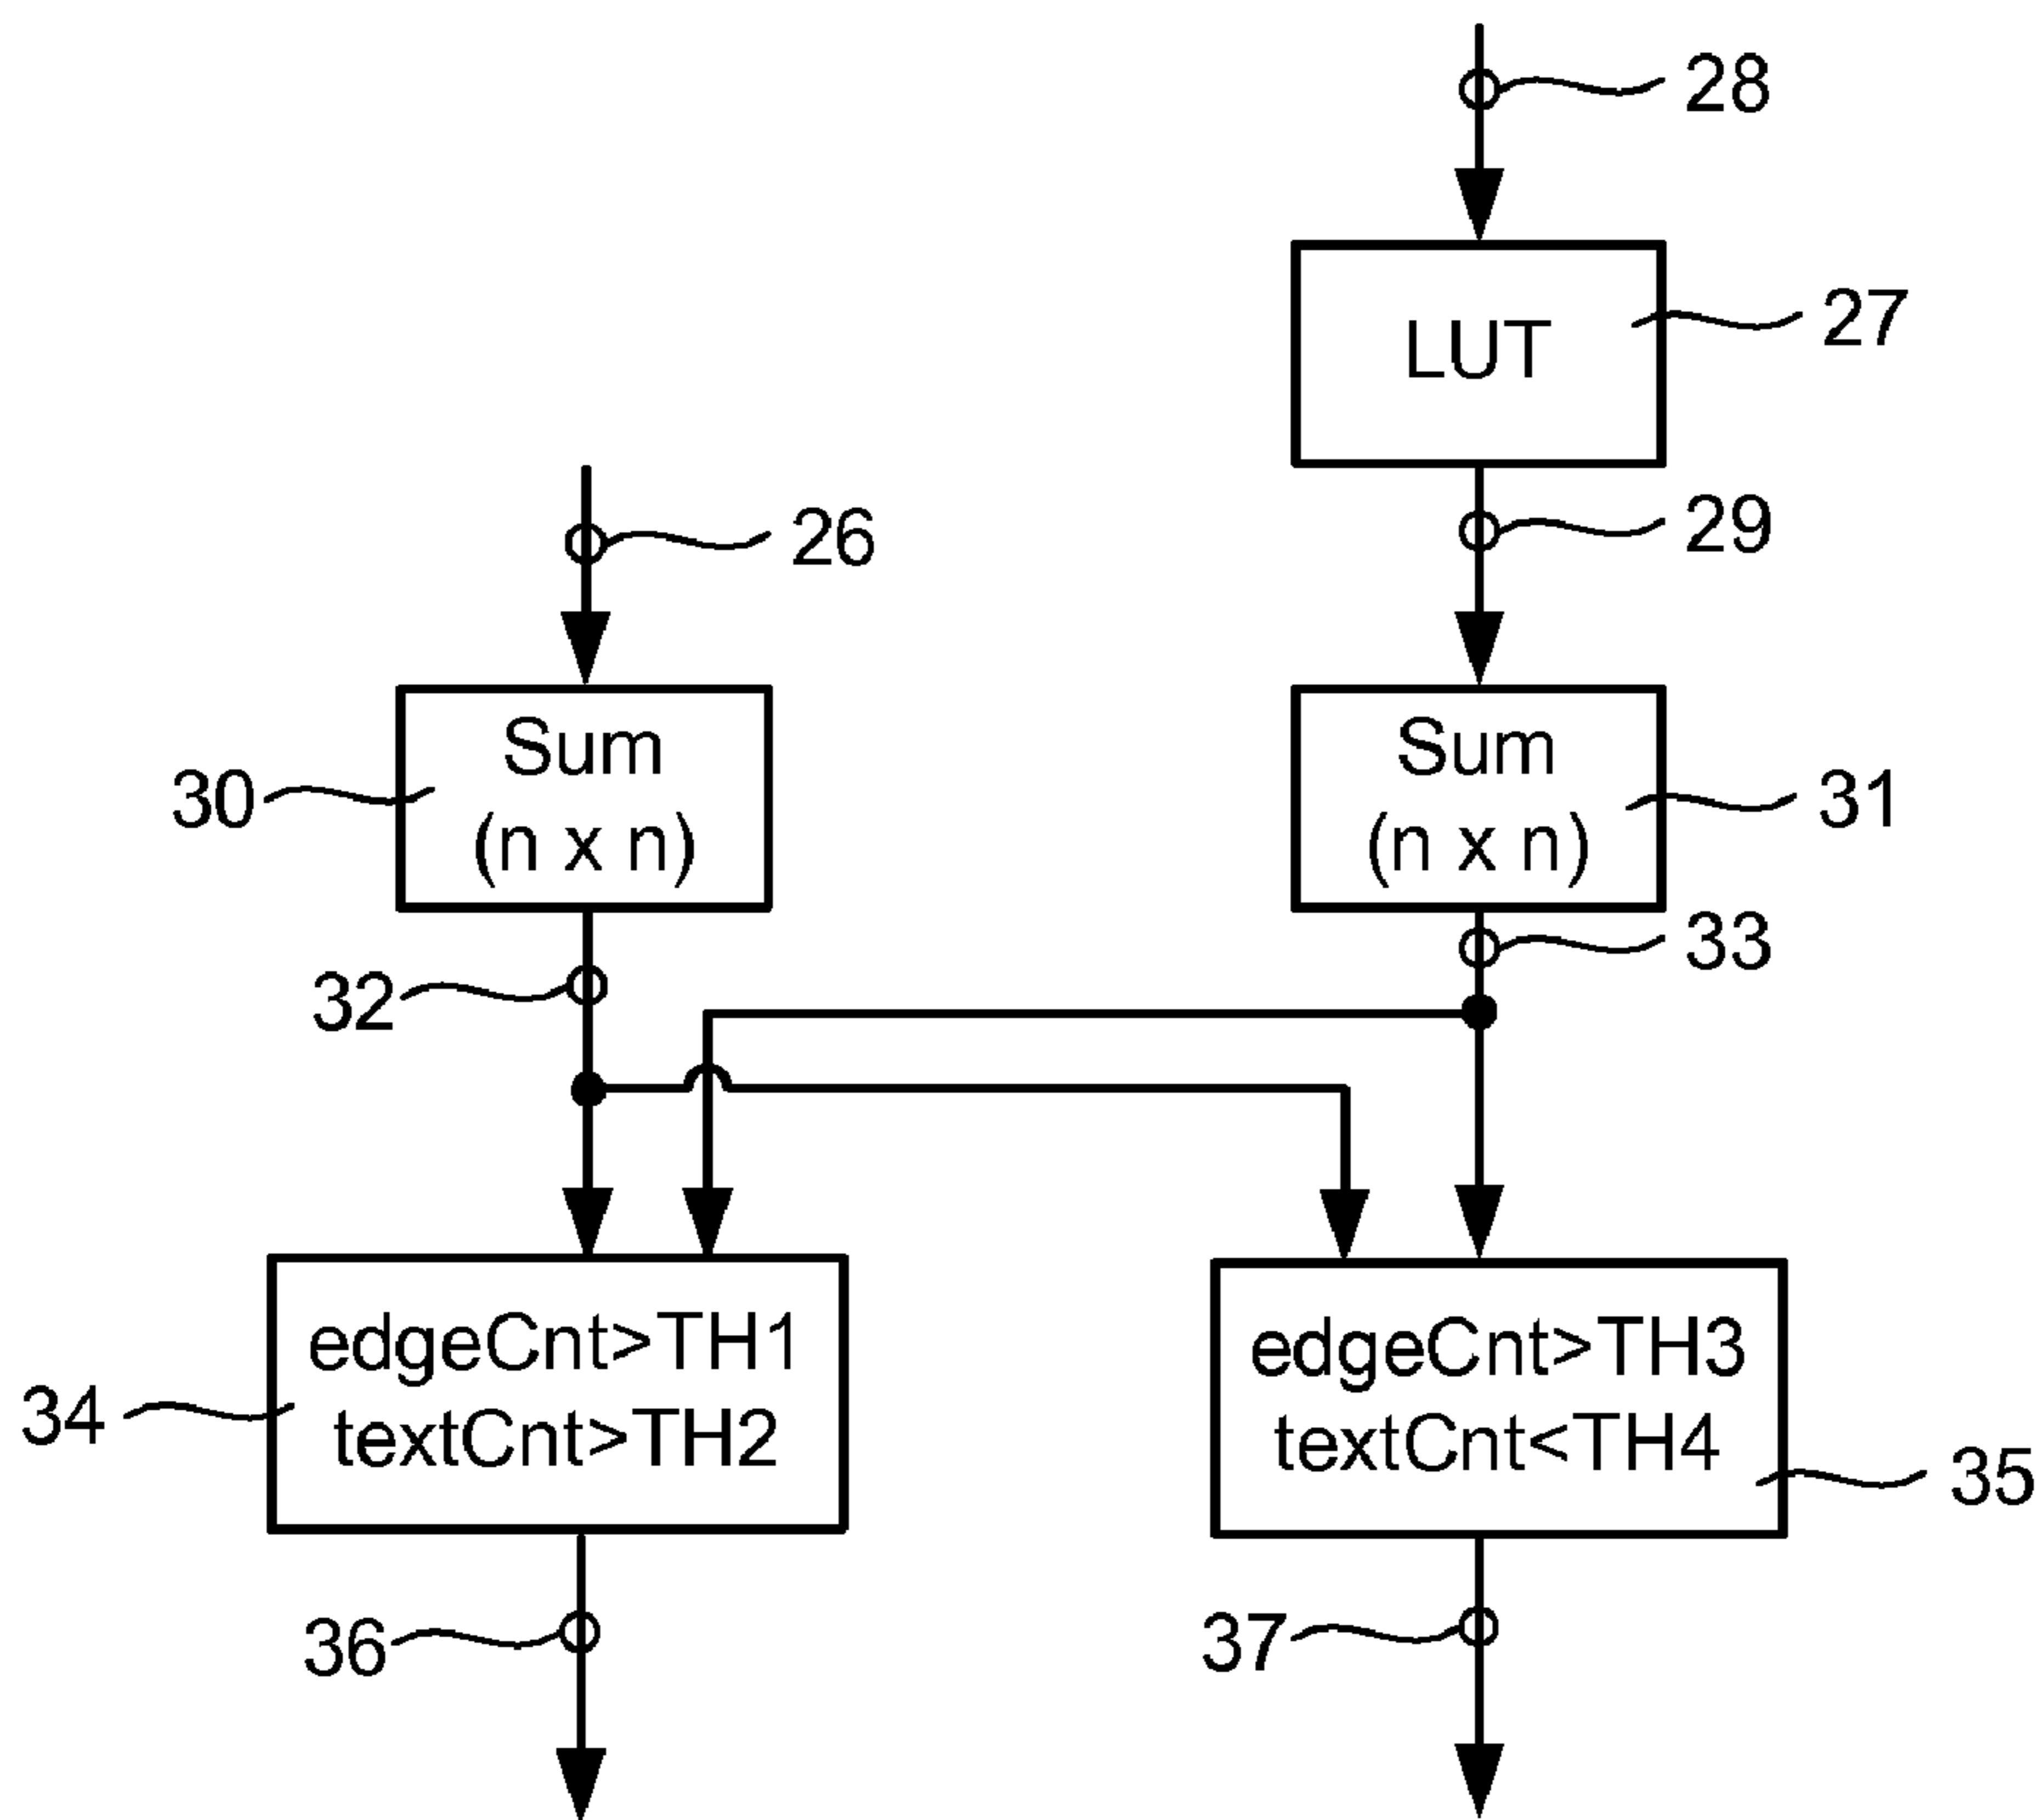 28
LUT
27
26
29
Sum
(n x n)
30
Sum
(n x n)
31
32
33
edgeCnt>TH1
textCnt>TH2
34
edgeCnt>TH3
textCnt<TH4
35
36
37